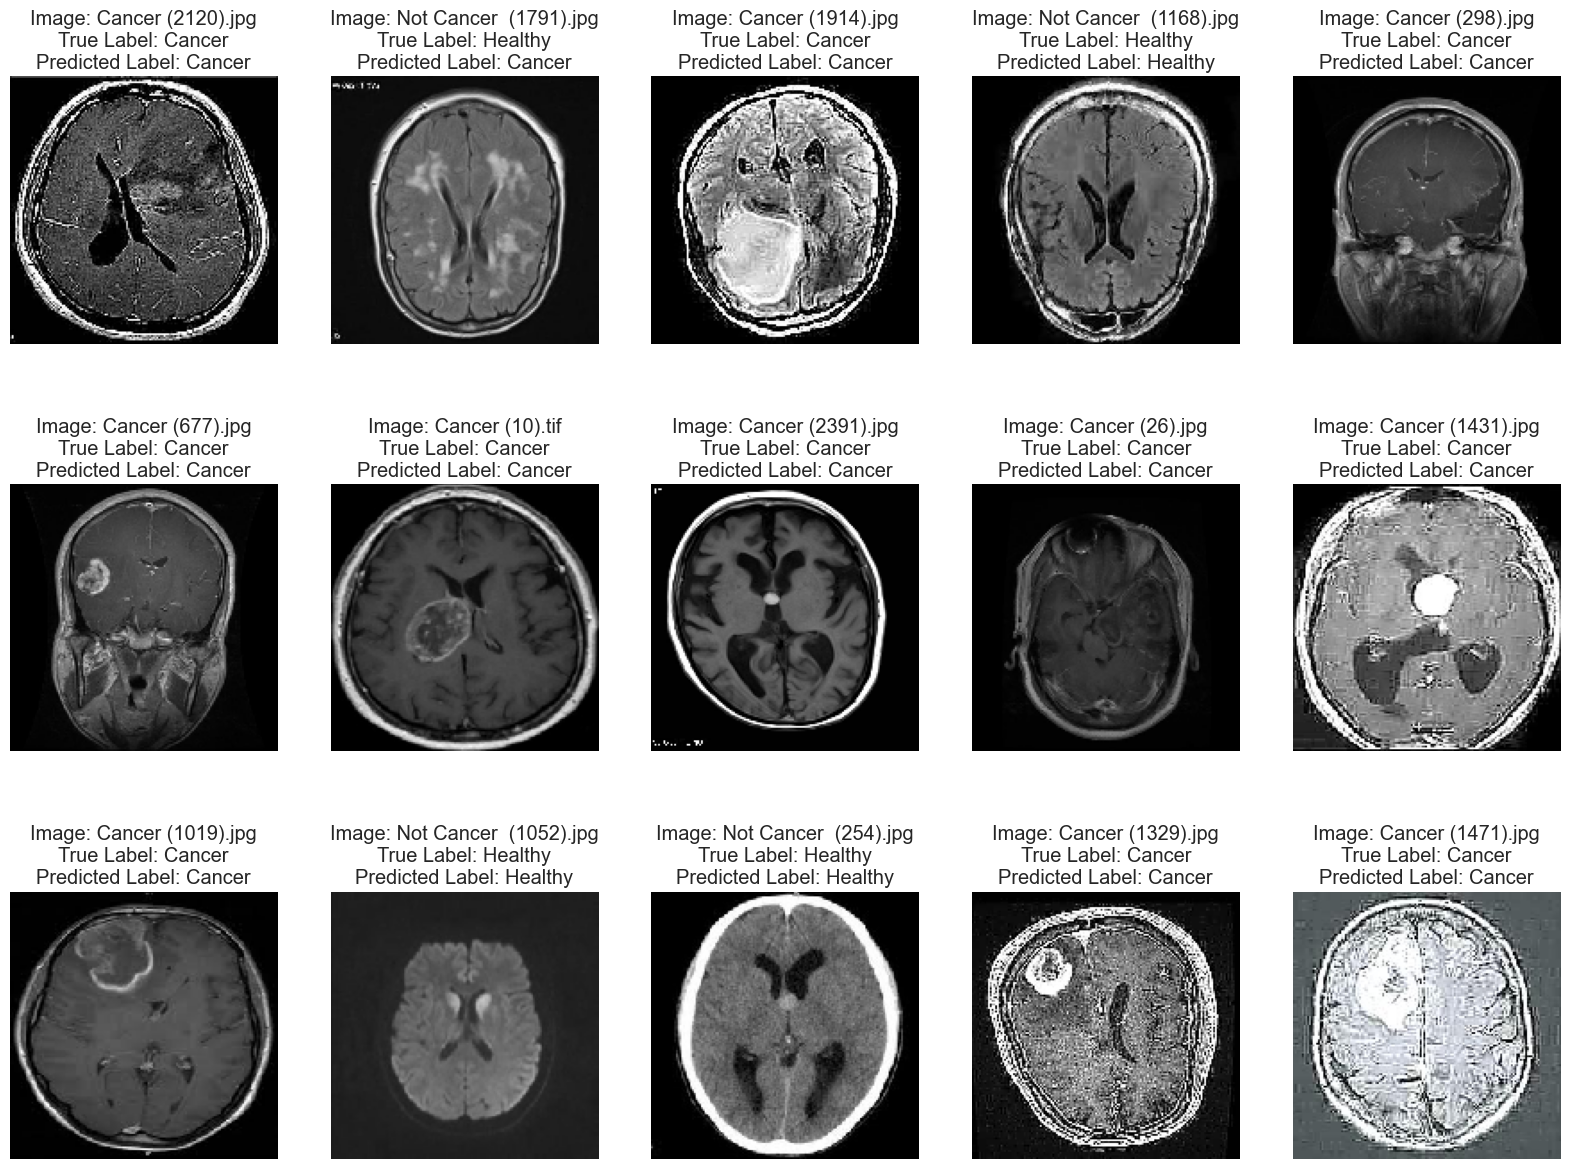 Image: Cancer (2120).jpg
True Label: Cancer
Predicted Label: Cancer
Image: Not Cancer  (1791).jpg
True Label: Healthy
Predicted Label: Cancer
Image: Cancer (1914).jpg
True Label: Cancer
Predicted Label: Cancer
Image: Not Cancer  (1168).jpg
True Label: Healthy
Predicted Label: Healthy
Image: Cancer (298).jpg
True Label: Cancer
Predicted Label: Cancer
Image: Cancer (677).jpg
True Label: Cancer
Predicted Label: Cancer
Image: Cancer (10).tif
True Label: Cancer
Predicted Label: Cancer
Image: Cancer (2391).jpg
True Label: Cancer
Predicted Label: Cancer
Image: Cancer (26).jpg
True Label: Cancer
Predicted Label: Cancer
Image: Cancer (1431).jpg
True Label: Cancer
Predicted Label: Cancer
Image: Cancer (1019).jpg
True Label: Cancer
Predicted Label: Cancer
Image: Not Cancer  (1052).jpg
True Label: Healthy
Predicted Label: Healthy
Image: Not Cancer  (254).jpg
True Label: Healthy
Predicted Label: Healthy
Image: Cancer (1329).jpg
True Label: Cancer
Predicted Label: Cancer
Image: Cancer (1471).jpg
True Label: Cancer
Predicted Label: Cancer